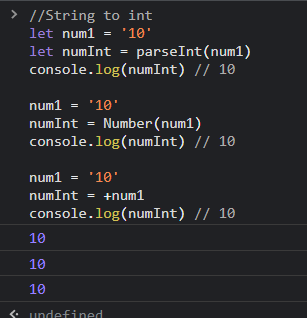 > //String to int
let num1 = '10'
let numInt = parseInt(num1)
console.log(numInt) // 10

num1 = '10'
numInt = Number(num1)
console.log(numInt) // 10

num1 = '10'
numInt = +num1
console.log(numInt) // 10
10
10
10
undefined